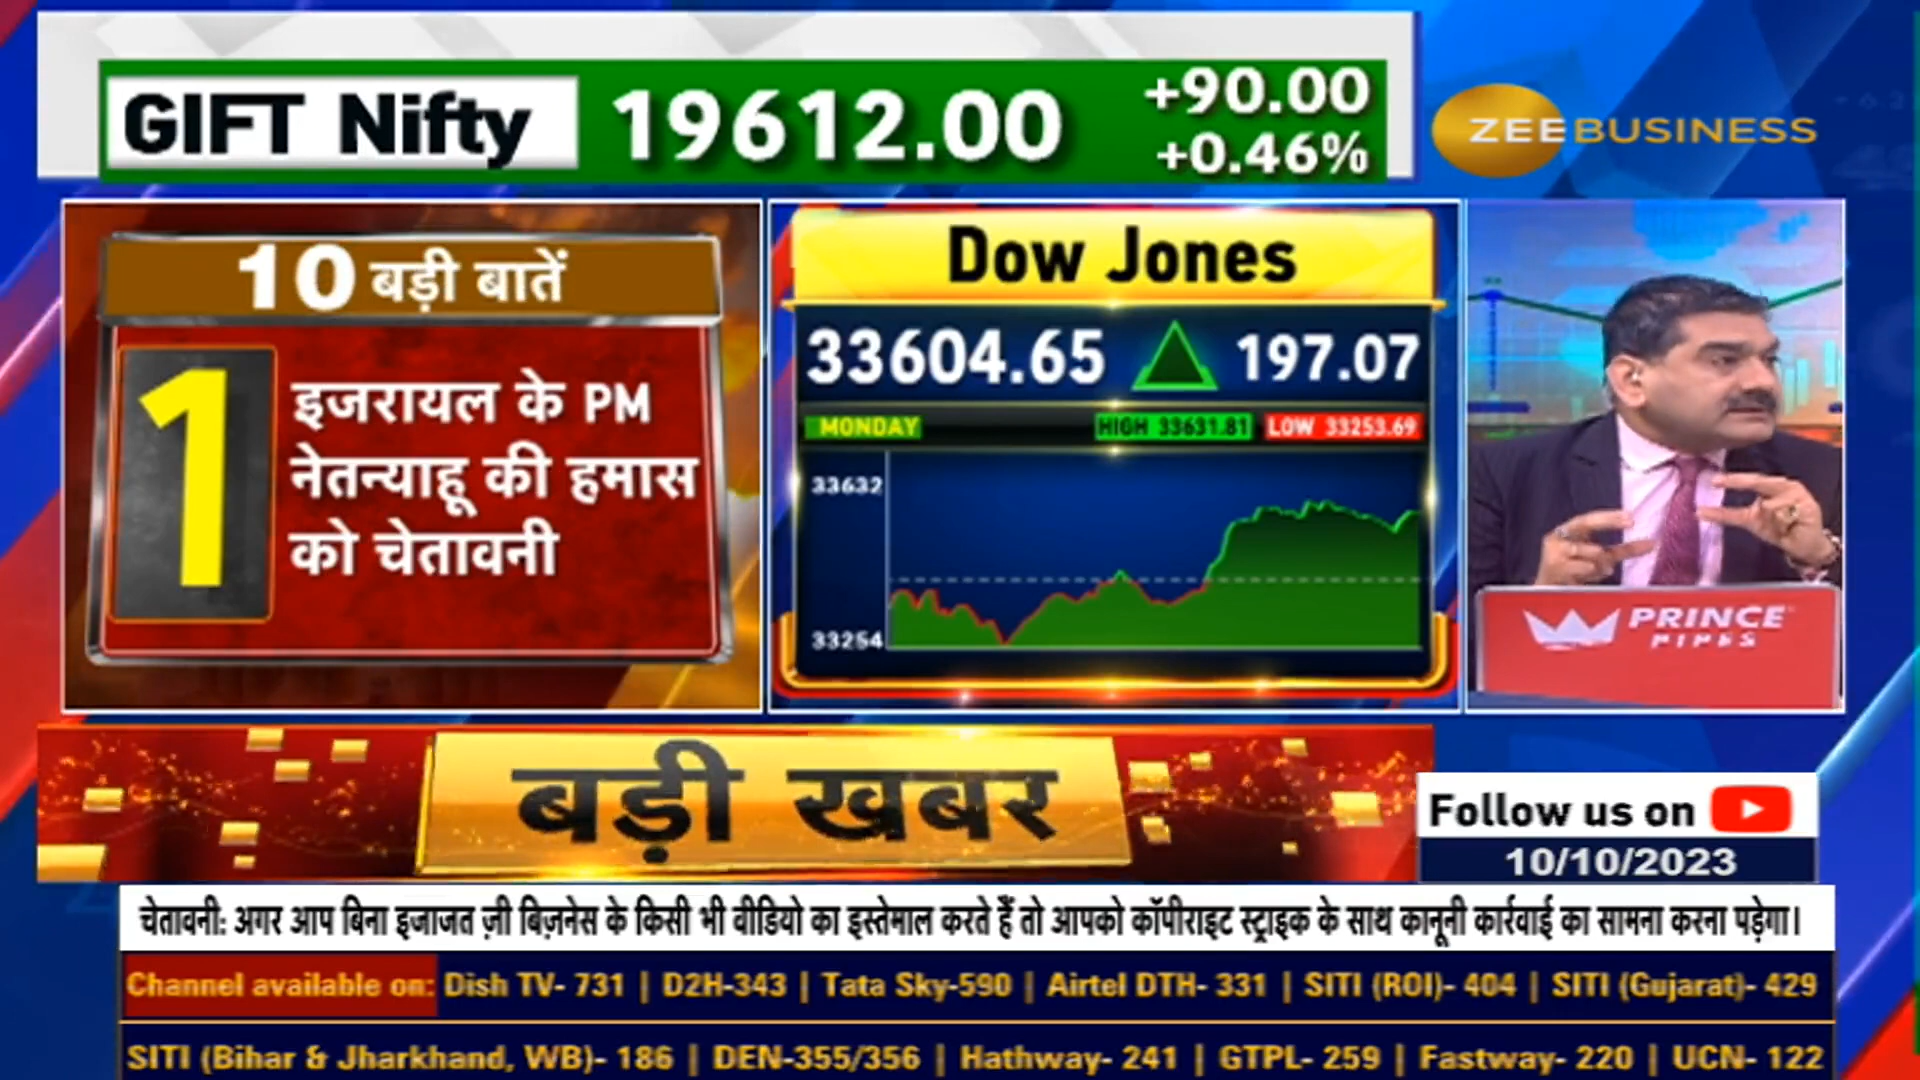 GIFT Nifty 19612.00 +90.00
+0.46%
ZEEBUSINESS
10 बड़ी बातें
1
इजरायल के PM
नेतन्याहू की हमास
को चेतावनी
Dow Jones
33604.65 197.07
MONDAY HIGH 33631.81 LOW 33253.69
33632
33254
PRINCE
PIPES
बड़ी खबर
Follow us on
10/10/2023
चेतावनी: अगर आप बिना इजाजत ज़ी बिज़नेस के किसी भी वीडियो का इस्तेमाल करते हैं तो आपको कॉपीराइट स्ट्राइक के साथ कानूनी कार्रवाई का सामना करना पड़ेगा।
Channel available on: Dish TV- 731 | D2H-343 | Tata Sky-590 | Airtel DTH- 331 | SITI (ROI)- 404 | SITI (Gujarat)- 429
SITI (Bihar & Jharkhand, WB)- 186 | DEN-355/356 | Hathway- 241 | GTPL- 259 | Fastway- 220 | UCN- 122